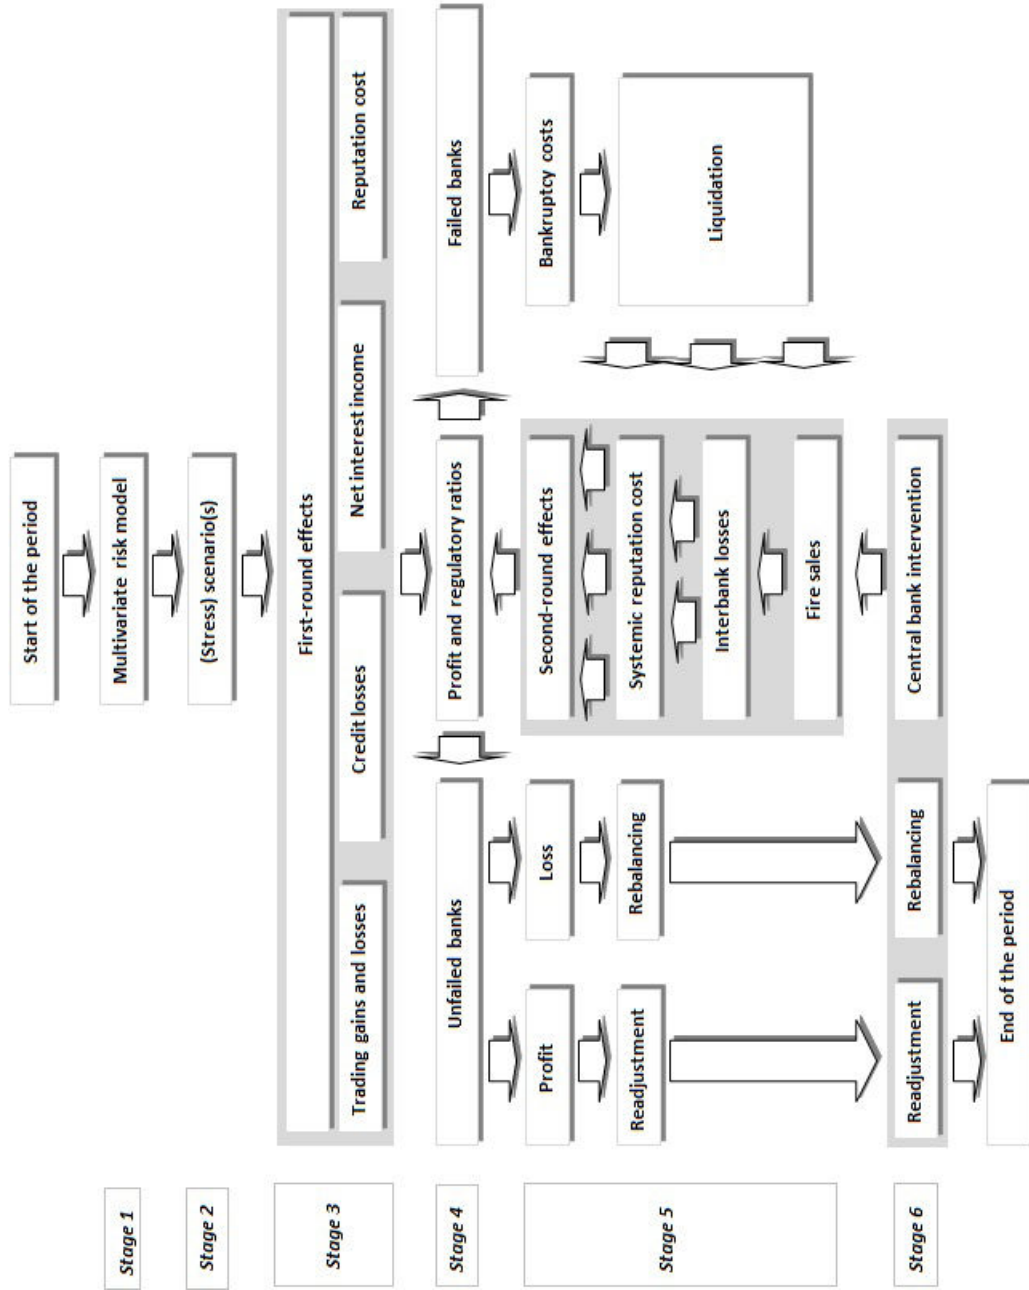 Start of the period
Stage 1
Multivariate risk model
Stage 2
(Stress) scenario(s)
Stage 3
First-round effects
Trading gains and losses
Credit losses
Net interest income
Reputation cost
Stage 4
Unfailed banks
Profit and regulatory ratios
Failed banks
Stage 5
Profit
Loss
Second-round effects
Bankruptcy costs
Readjustment
Rebalancing
Systemic reputation cost
Liquidation
Interbank losses
Fire sales
Stage 6
Readjustment
Rebalancing
Central bank intervention
End of the period